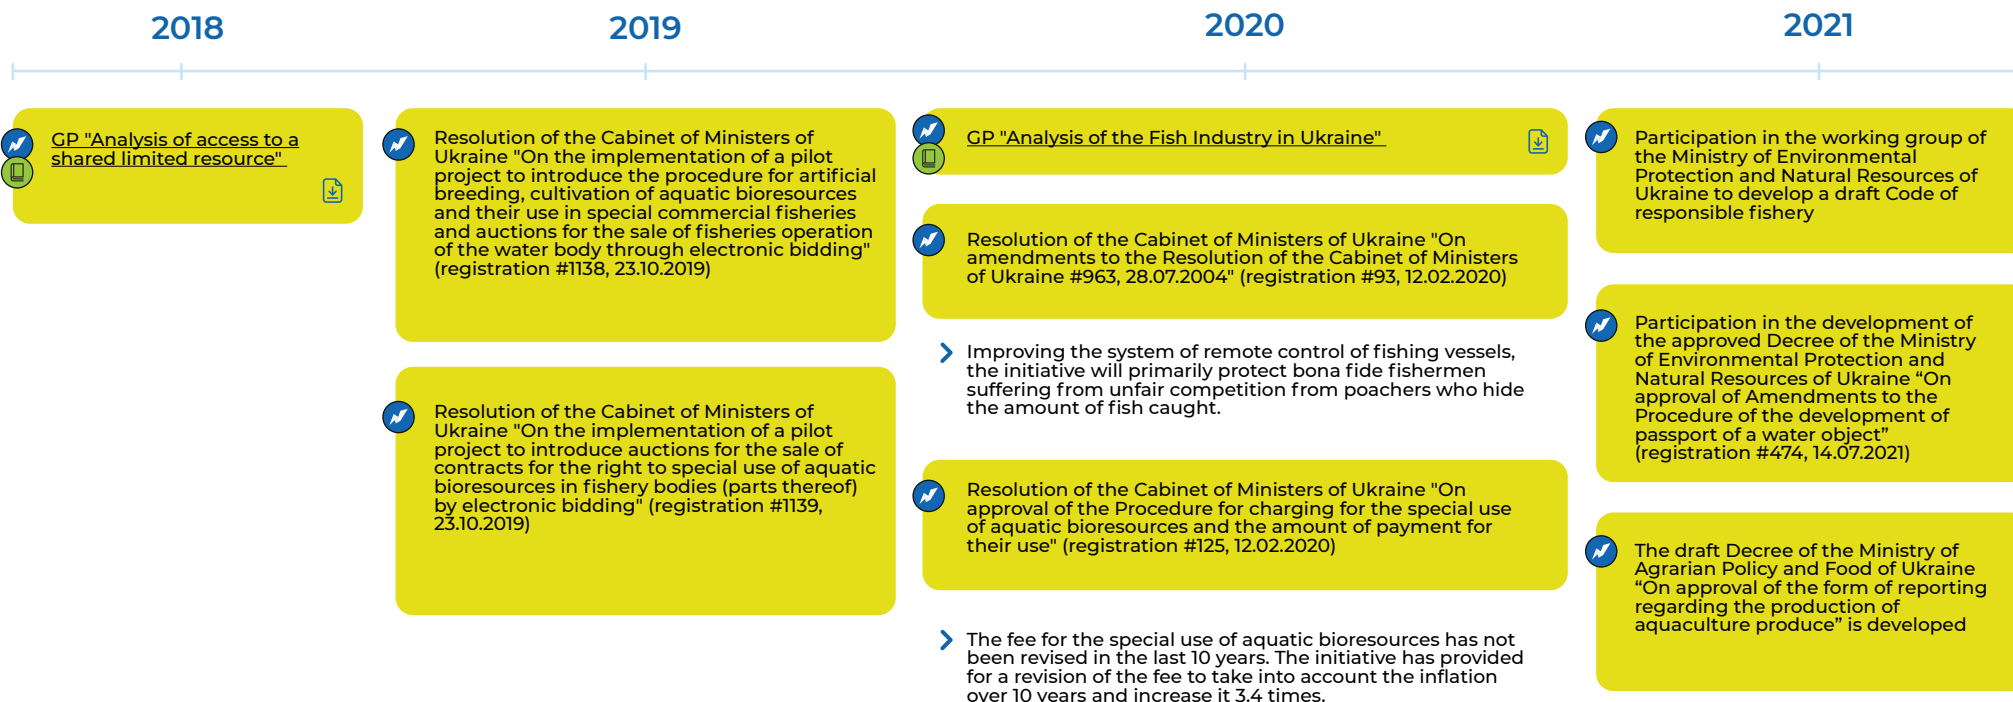 2018
GP "Analysis of access to a
shared limited resource"
2019
Resolution of the Cabinet of Ministers of
Ukraine "On the implementation of a pilot
project to introduce the procedure for artificial
breeding, cultivation of aquatic bioresources
and their use in special commercial fisheries
and auctions for the sale of fisheries operation
of the water body through electronic bidding"
(registration #1138, 23.10.2019)
Resolution of the Cabinet of Ministers of
Ukraine "On the implementation of a pilot
project to introduce auctions for the sale of
contracts for the right to special use of aquatic
bioresources in fishery bodies (parts thereof)
by electronic bidding" (registration #1139,
23.10.2019)
2020
GP "Analysis of the Fish Industry in Ukraine"
Resolution of the Cabinet of Ministers of Ukraine "On
amendments to the Resolution of the Cabinet of Ministers
of Ukraine #963, 28.07.2004" (registration #93, 12.02.2020)
Improving the system of remote control of fishing vessels,
the initiative will primarily protect bona fide fishermen
suffering from unfair competition from poachers who hide
the amount of fish caught.
Resolution of the Cabinet of Ministers of Ukraine "On
approval of the Procedure for charging for the special use
of aquatic bioresources and the amount of payment for
their use" (registration #125, 12.02.2020)
The fee for the special use of aquatic bioresources has not
been revised in the last 10 years. The initiative has provided
for a revision of the fee to take into account the inflation
over 10 years and increase it 3.4 times.
2021
Participation in the working group of
the Ministry of Environmental
Protection and Natural Resources of
Ukraine to develop a draft Code of
responsible fishery
Participation in the development of
the approved Decree of the Ministry
of Environmental Protection and
Natural Resources of Ukraine “On
approval of Amendments to the
Procedure of the development of
passport of a water object”
(registration #474, 14.07.2021)
The draft Decree of the Ministry of
Agrarian Policy and Food of Ukraine
“On approval of the form of reporting
regarding the production of
aquaculture produce” is developed